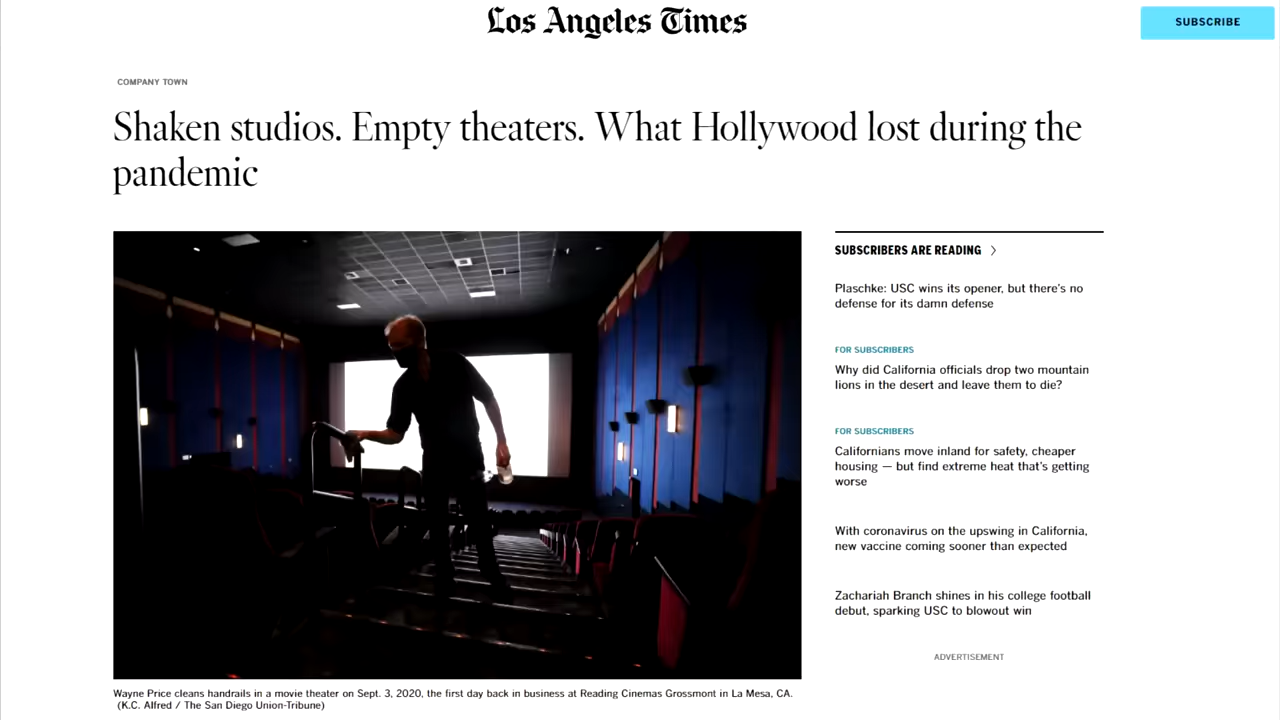 Los Angeles Times
SUBSCRIBE
COMPANY TOWN
Shaken studios. Empty theaters. What Hollywood lost during the
pandemic
Wayne Price cleans handrails in a movie theater on Sept. 3, 2020, the first day back in business at Reading Cinemas Grossmont in La Mesa, CA.
(K.C. Alfred / The San Diego Union-Tribune)
SUBSCRIBERS ARE READING >
Plaschke: USC wins its opener, but there's no
defense for its damn defense
FOR SUBSCRIBERS
Why did California officials drop two mountain
lions in the desert and leave them to die?
FOR SUBSCRIBERS
Californians move inland for safety, cheaper
housing — but find extreme heat that's getting
worse
With coronavirus on the upswing in California,
new vaccine coming sooner than expected
Zachariah Branch shines in his college football
debut, sparking USC to blowout win
ADVERTISEMENT